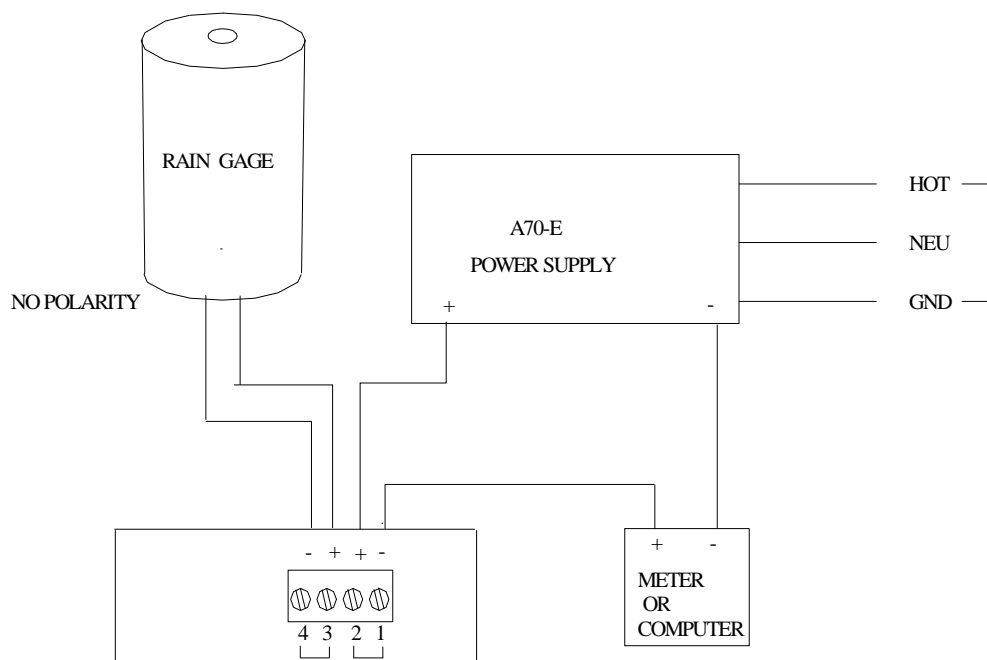 RAIN GAGE
A70-E
POWER SUPPLY
+ -
HOT
NEU
GND
NO POLARITY
- + + -
4 3 2 1
+ -
METER
OR
COMPUTER